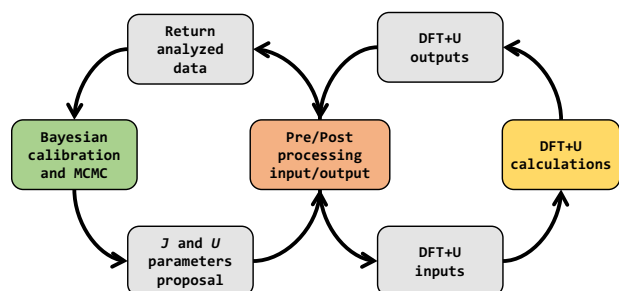 Return
analyzed
data
DFT+U
outputs
Bayesian
calibration
and MCMC
Pre/Post
processing
input/output
DFT+U
calculations
J and U
parameters
proposal
DFT+U
inputs